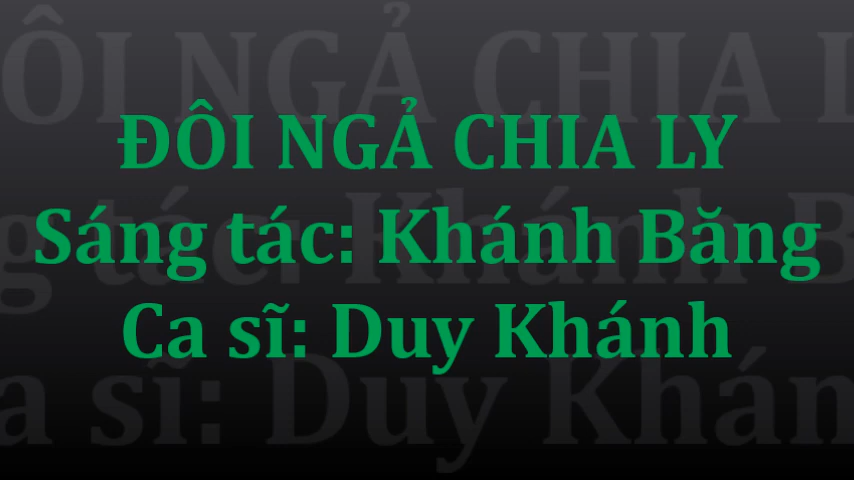 ĐÔI NGẢ CHIA LY
Sáng tác: Khánh Băng
Ca sĩ: Duy Khánh